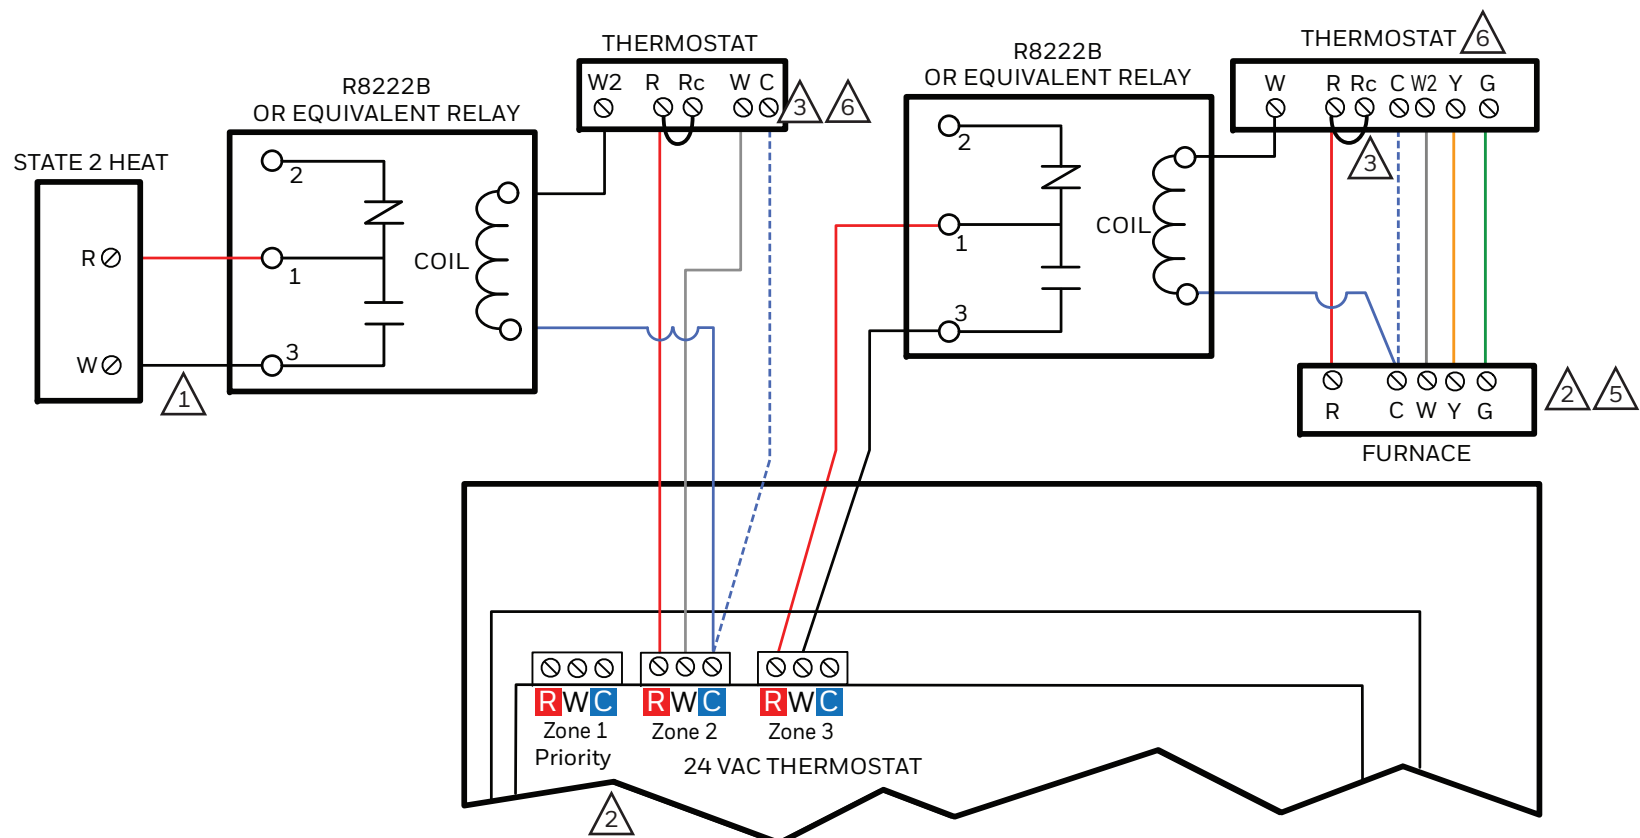 STATE 2 HEAT
R
W
1
R8222B
OR EQUIVALENT RELAY
2
1
3
COIL
THERMOSTAT
W2 R Rc W C
3 6
R8222B
OR EQUIVALENT RELAY
2
1
3
COIL
THERMOSTAT 6
W R Rc C W2 Y G
3
R C W Y G
FURNACE
2 5
R W C
Zone 1
Priority
R W C
Zone 2
R W C
Zone 3
24 VAC THERMOSTAT
2